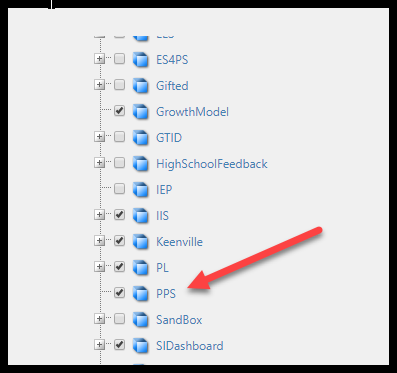 ES4PS
Gifted
GrowthModel
GTID
HighSchoolFeedback
IEP
IIS
Keenville
PL
PPS
SandBox
SIDashboard